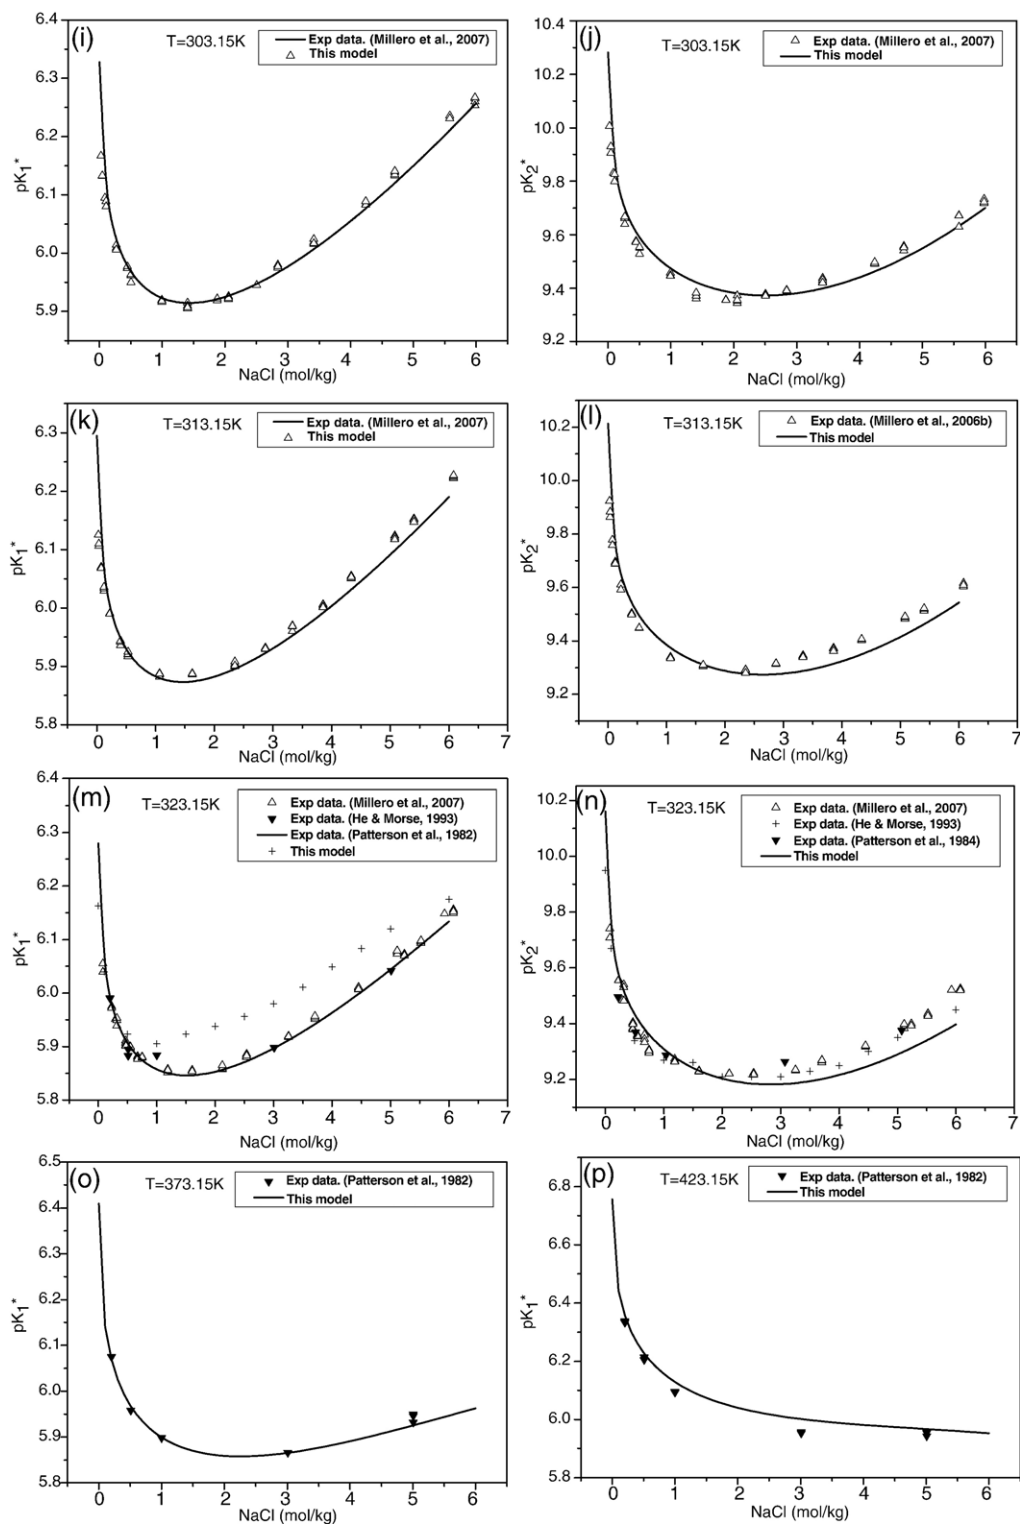 (i)
T=303.15K
Exp data. (Millero et al., 2007)
This model
6.4
6.3
6.2
6.1
6.0
5.9
pK1*
0 1 2 3 4 5 6
NaCl (mol/kg)
(j)
T=303.15K
Exp data. (Millero et al., 2007)
This model
10.4
10.2
10.0
9.8
9.6
9.4
9.2
pK2*
0 1 2 3 4 5 6
NaCl (mol/kg)
(k)
T=313.15K
Exp data. (Millero et al., 2007)
This model
6.3
6.2
6.1
6.0
5.9
5.8
pK1*
0 1 2 3 4 5 6 7
NaCl (mol/kg)
(l)
T=313.15K
Exp data. (Millero et al., 2006b)
This model
10.2
10.0
9.8
9.6
9.4
9.2
pK2*
0 1 2 3 4 5 6 7
NaCl (mol/kg)
(m)
T=323.15K
Exp data. (Millero et al., 2007)
Exp data. (He & Morse, 1993)
Exp data. (Patterson et al., 1982)
This model
6.4
6.3
6.2
6.1
6.0
5.9
5.8
pK1*
0 1 2 3 4 5 6 7
NaCl (mol/kg)
(n)
T=323.15K
Exp data. (Millero et al., 2007)
Exp data. (He & Morse, 1993)
Exp data. (Patterson et al., 1984)
This model
10.2
10.0
9.8
9.6
9.4
9.2
pK2*
0 1 2 3 4 5 6 7
NaCl (mol/kg)
(o)
T=373.15K
Exp data. (Patterson et al., 1982)
This model
6.5
6.4
6.3
6.2
6.1
6.0
5.9
5.8
pK1*
0 1 2 3 4 5 6
NaCl (mol/kg)
(p)
T=423.15K
Exp data. (Patterson et al., 1982)
This model
6.8
6.6
6.4
6.2
6.0
5.8
pK1*
0 1 2 3 4 5 6
NaCl (mol/kg)